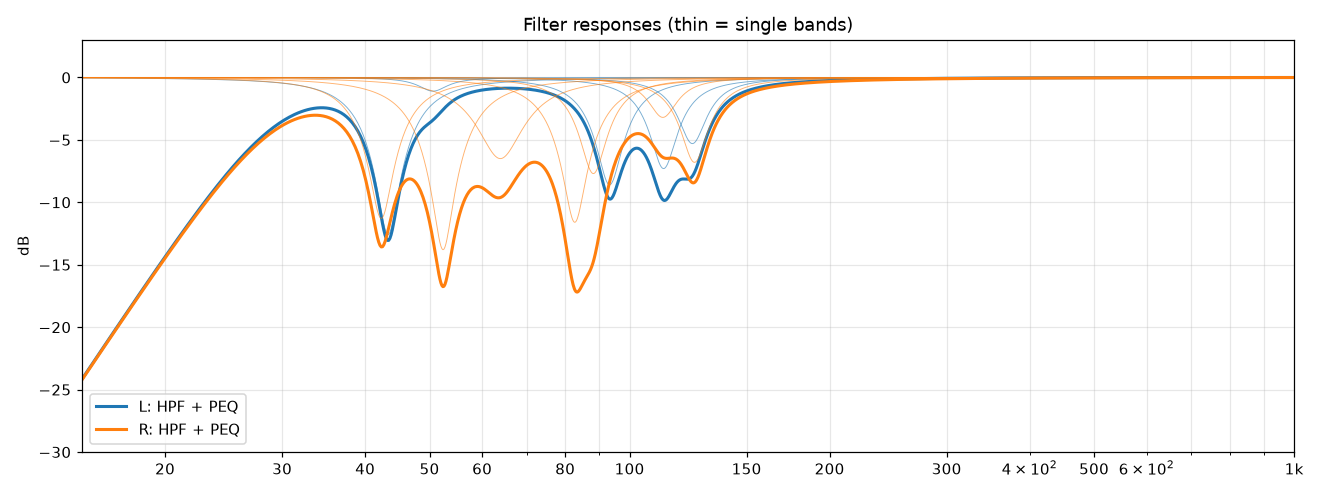 Filter responses (thin = single bands)
dB
0
−5
−10
−15
−20
−25
−30
L: HPF + PEQ
R: HPF + PEQ
20 30 40 50 60 80 100 150 200 300 4 × 10² 500 6 × 10² 1k